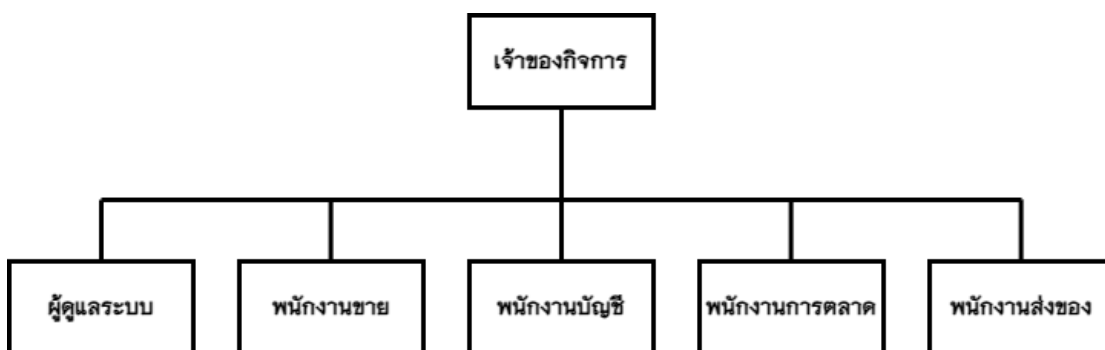 เจ้าของกิจการ
ผู้ดูแลระบบ
พนักงานขาย
พนักงานบัญชี
พนักงานการตลาด
พนักงานส่งของ